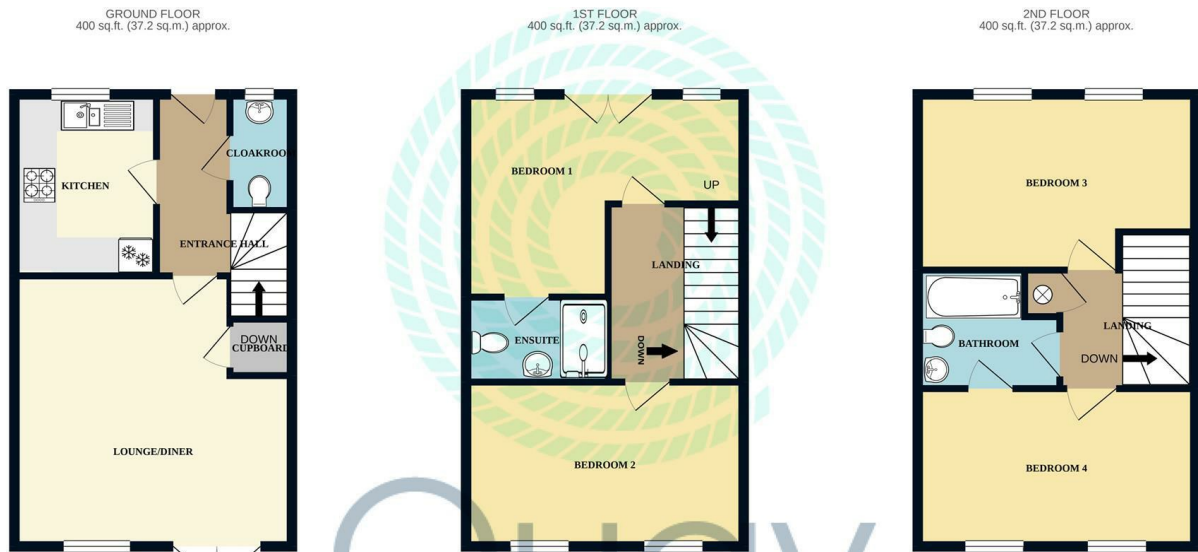 GROUND FLOOR
400 sq.ft. (37.2 sq.m.) approx.
KITCHEN
CLOAKROOM
ENTRANCE HALL
DOWN
CUPBOARD
LOUNGE/DINER
1ST FLOOR
400 sq.ft. (37.2 sq.m.) approx.
BEDROOM 1
UP
LANDING
ENSUITE
DOWN
BEDROOM 2
2ND FLOOR
400 sq.ft. (37.2 sq.m.) approx.
BEDROOM 3
LANDING
BATHROOM
DOWN
BEDROOM 4